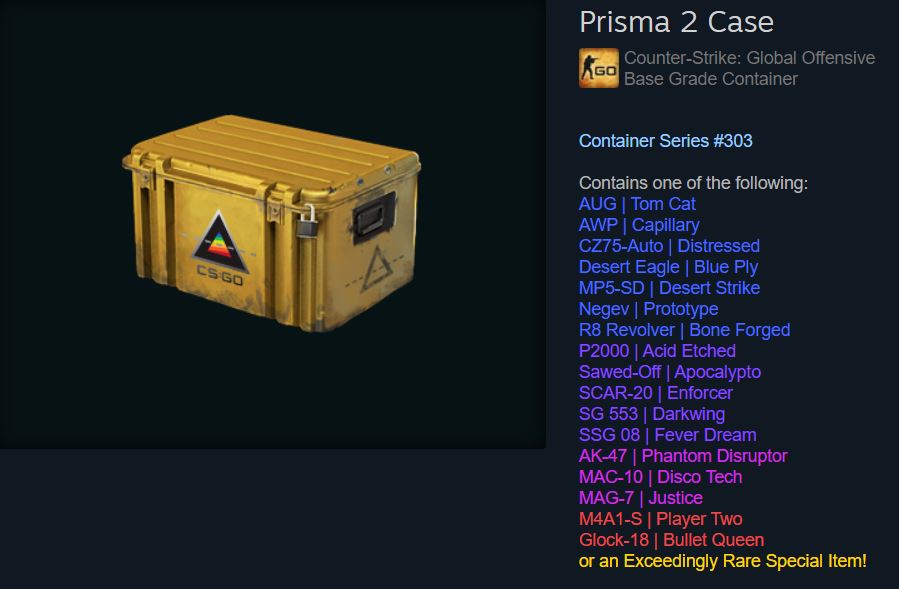 Prisma 2 Case
GO
Counter-Strike: Global Offensive
Base Grade Container
Container Series #303
Contains one of the following:
AUG | Tom Cat
AWP | Capillary
CZ75-Auto | Distressed
Desert Eagle | Blue Ply
MP5-SD | Desert Strike
Negev | Prototype
R8 Revolver | Bone Forged
P2000 | Acid Etched
Sawed-Off | Apocalypto
SCAR-20 | Enforcer
SG 553 | Darkwing
SSG 08 | Fever Dream
AK-47 | Phantom Disruptor
MAC-10 | Disco Tech
MAG-7 | Justice
M4A1-S | Player Two
Glock-18 | Bullet Queen
or an Exceedingly Rare Special Item!
CS:GO